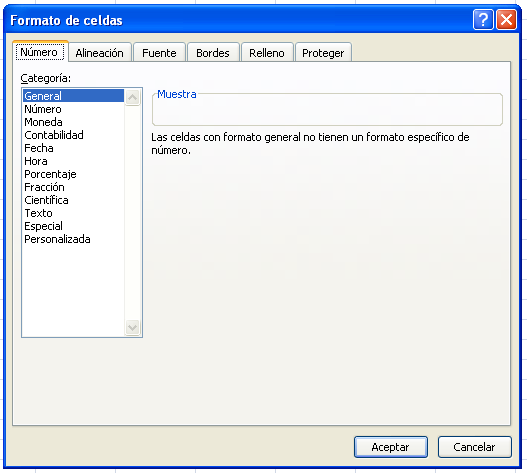 Formato de celdas
Número Alineación Fuente Bordes Relleno Proteger
Categoría:
General
Número
Moneda
Contabilidad
Fecha
Hora
Porcentaje
Fracción
Científica
Texto
Especial
Personalizada
Muestra
Las celdas con formato general no tienen un formato específico de
número.
Aceptar Cancelar